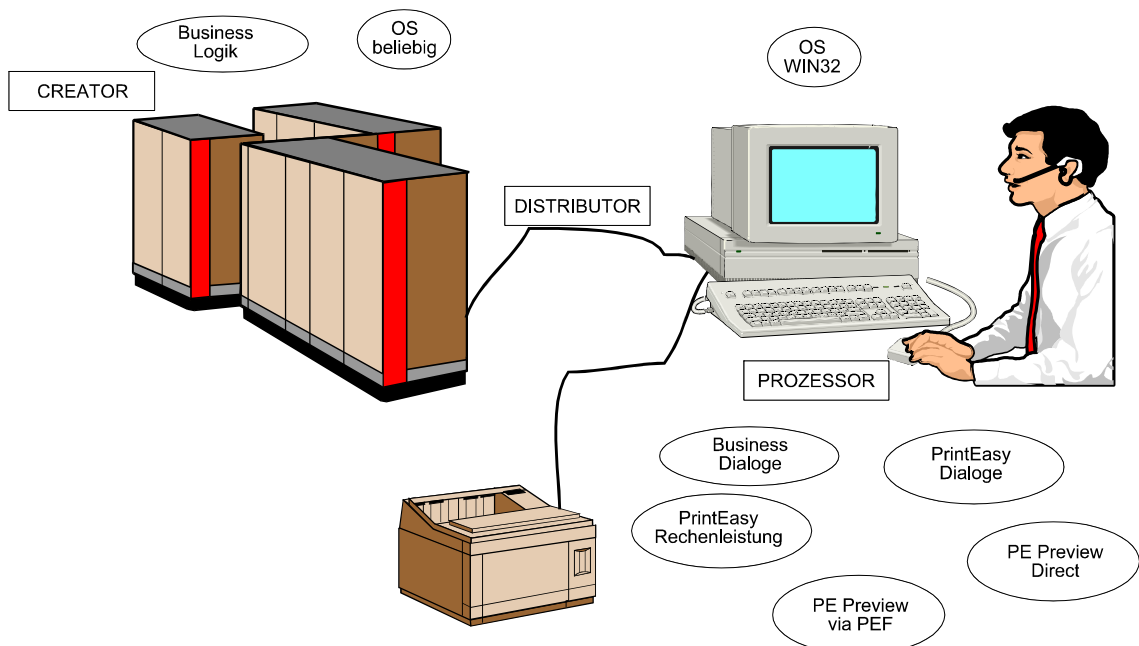 Business
Logik
OS
beliebig
OS
WIN32
CREATOR
DISTRIBUTOR
PROZESSOR
Business
Dialoge
PrintEasy
Dialoge
PrintEasy
Rechenleistung
PE Preview
Direct
PE Preview
via PEF